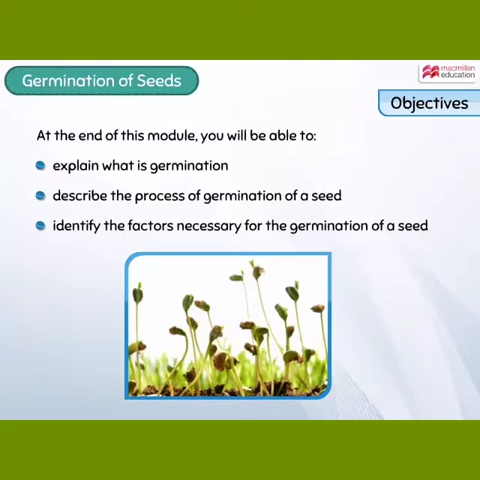 Germination of Seeds
macmillan
education
Objectives
At the end of this module, you will be able to:
explain what is germination
describe the process of germination of a seed
identify the factors necessary for the germination of a seed